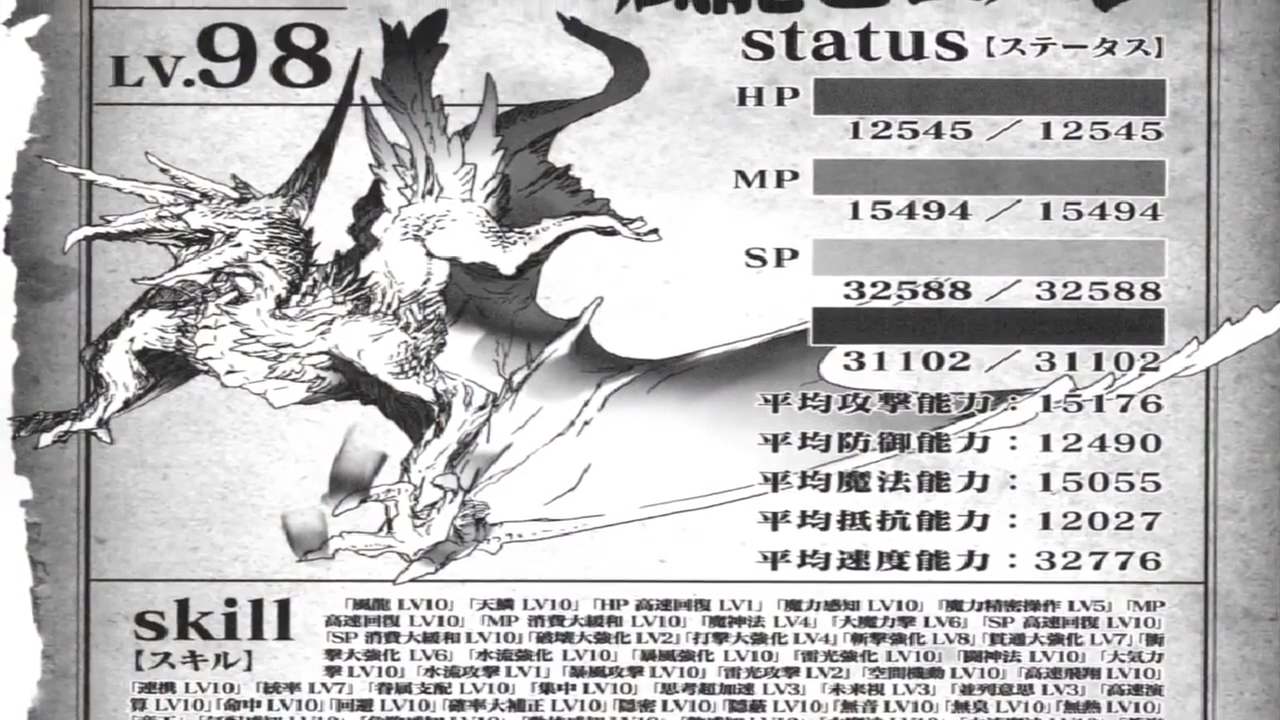 LV.98
status【ステータス】
HP
12545／12545
MP
15494／15494
SP
32588／32588
31102／31102
平均攻撃能力：15176
平均防御能力：12490
平均魔法能力：15055
平均抵抗能力：12027
平均速度能力：32776
skill
【スキル】
「風龍 LV10」「天鱗 LV10」「HP 高速回復 LV1」「魔力感知 LV10」「魔力精密操作 LV5」「MP
高速回復 LV10」「MP 消費大緩和 LV10」「魔神法 LV4」「大魔力撃 LV6」「SP 高速回復 LV10」
「SP 消費大緩和 LV10」「破壊大強化 LV2」「打撃大強化 LV4」「斬撃強化 LV8」「貫通大強化 LV7」「衝
撃大強化 LV6」「水流強化 LV10」「暴風強化 LV10」「雷光強化 LV10」「闘神法 LV10」「大気力
撃 LV10」「水流攻撃 LV1」「暴風攻撃 LV10」「雷光攻撃 LV2」「空間機動 LV10」「高速飛翔 LV10」
「連携 LV10」「統率 LV7」「眷属支配 LV10」「集中 LV10」「思考超加速 LV3」「未来視 LV3」「並列意思 LV3」「高速演
算 LV10」「命中 LV10」「回避 LV10」「確率大補正 LV10」「隠密 LV10」「隠蔽 LV10」「無音 LV10」「無臭 LV10」「無熱 LV10」